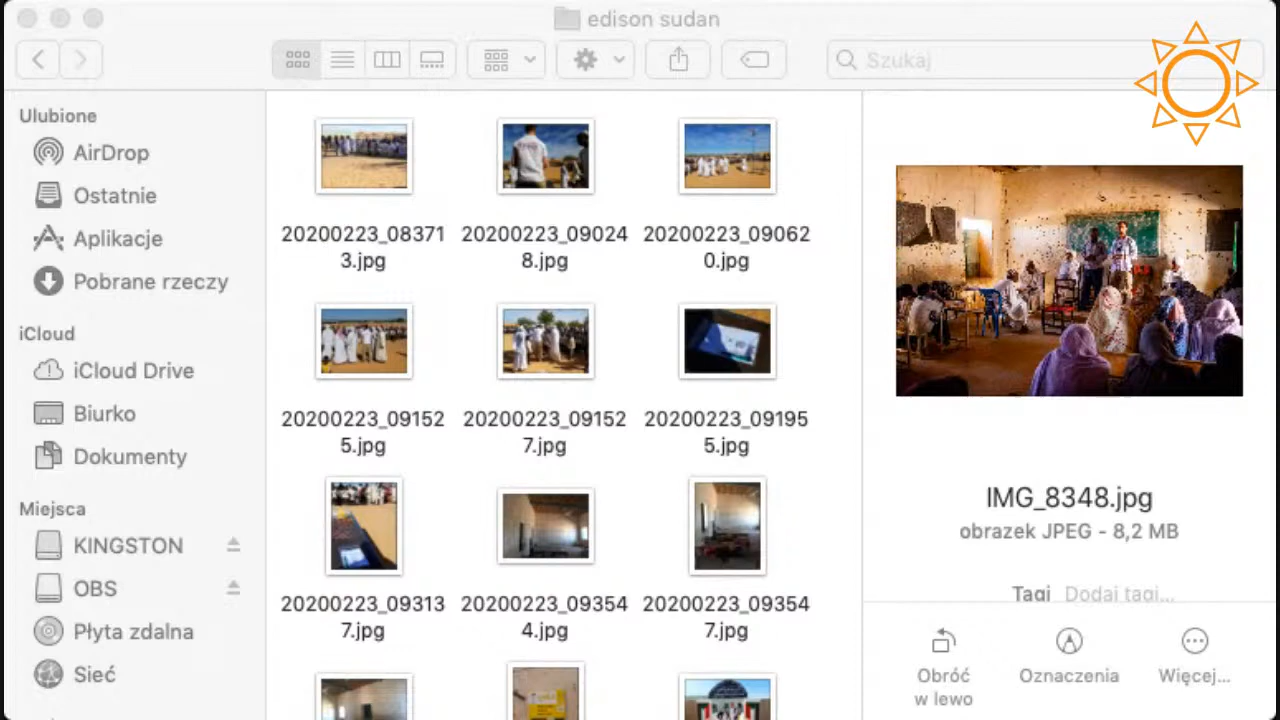 edison sudan
Szukaj
Ulubione
AirDrop
Ostatnie
Aplikacje
Pobrane rzeczy
iCloud
iCloud Drive
Biurko
Dokumenty
Miejsca
KINGSTON
OBS
Płyta zdalna
Sieć
20200223_08371
3.jpg
20200223_09024
8.jpg
20200223_09062
0.jpg
20200223_09152
5.jpg
20200223_09152
7.jpg
20200223_09195
5.jpg
20200223_09313
7.jpg
20200223_09354
4.jpg
20200223_09354
7.jpg
IMG_8348.jpg
obrazek JPEG - 8,2 MB
Tagi Dodaj tagi...
Obróć
w lewo
Oznaczenia
Więcej...